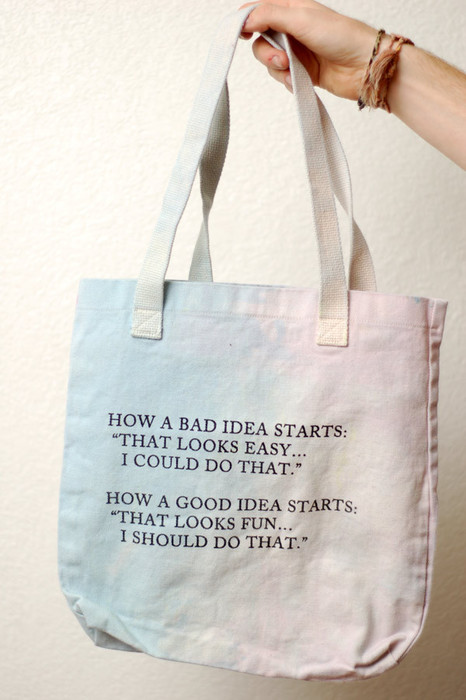 HOW A BAD IDEA STARTS:
“THAT LOOKS EASY...
I COULD DO THAT.”
HOW A GOOD IDEA STARTS:
“THAT LOOKS FUN...
I SHOULD DO THAT.”